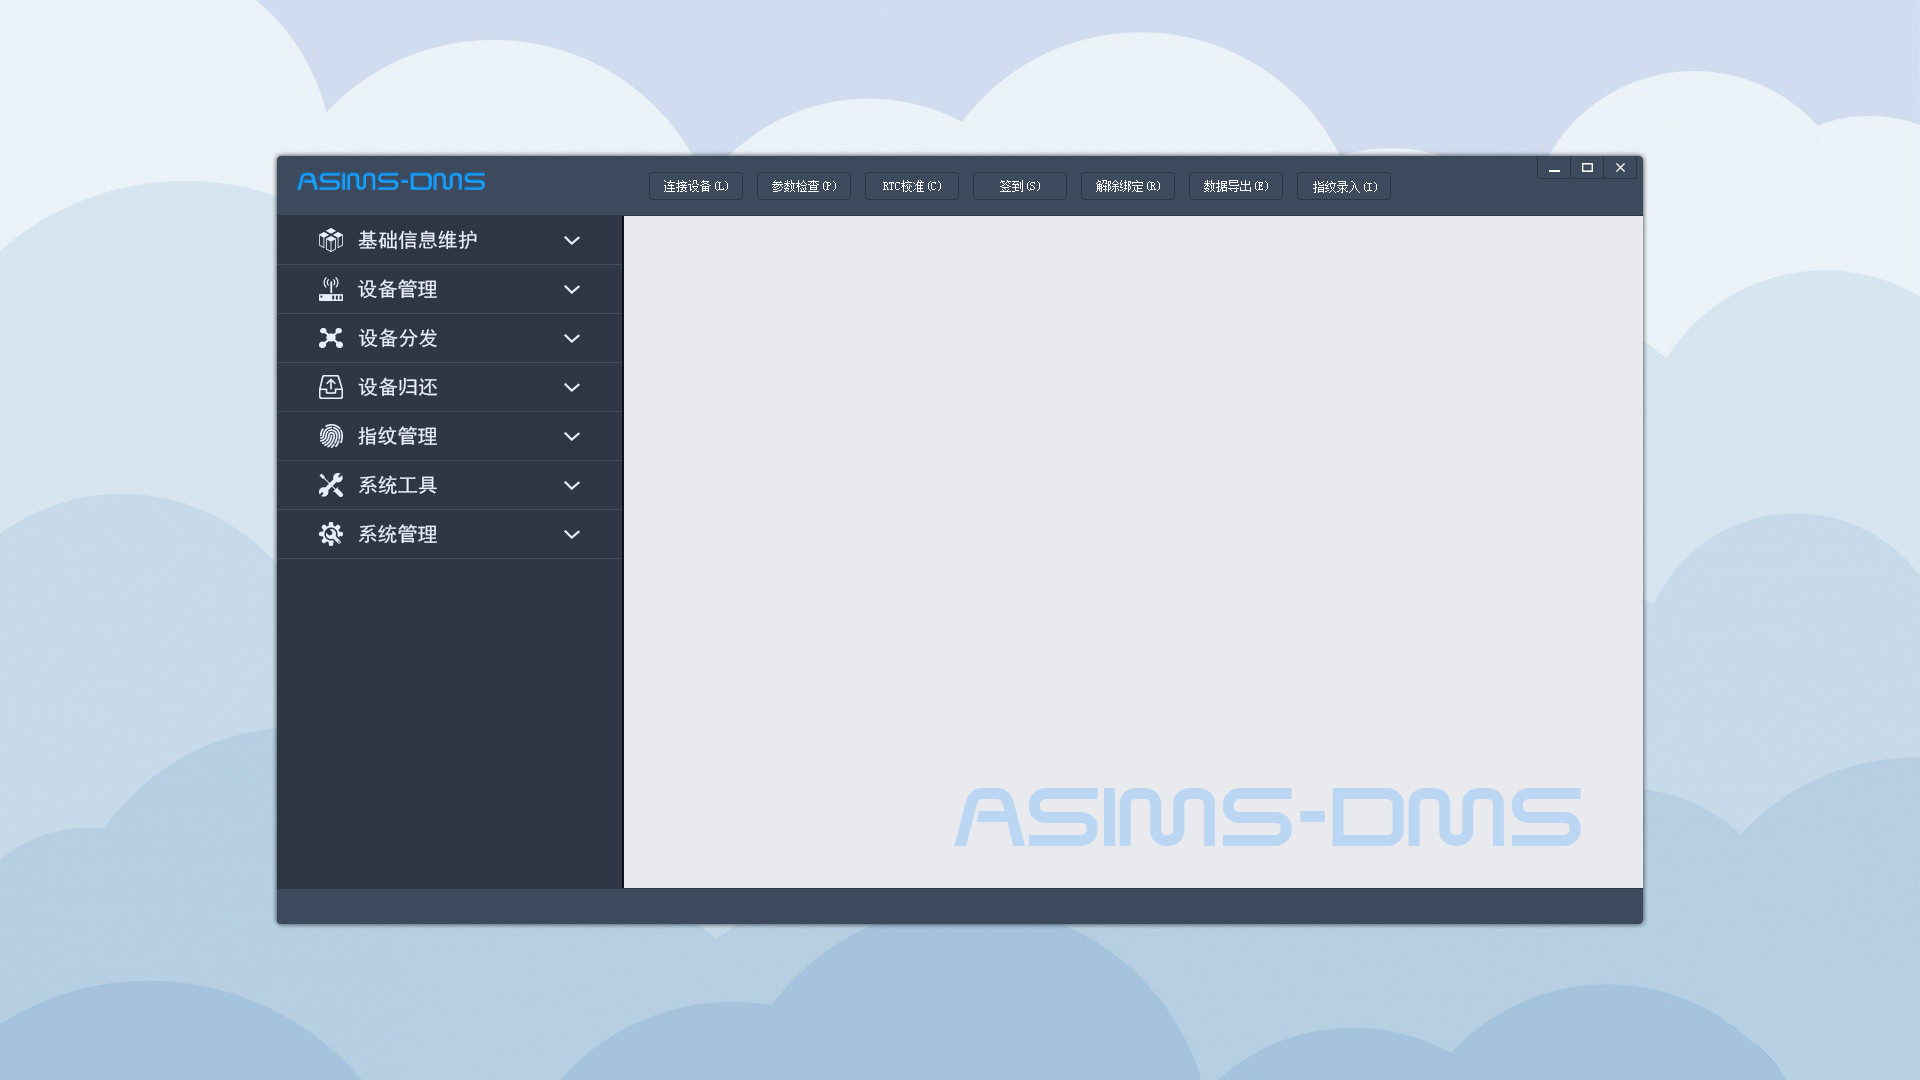 ASIMS-DMS
连接设备(L) 参数检查(P) RTC校准(C) 签到(S) 解除绑定(R) 数据导出(E) 指纹录入(I)
基础信息维护
设备管理
设备分发
设备归还
指纹管理
系统工具
系统管理
ASIMS-DMS